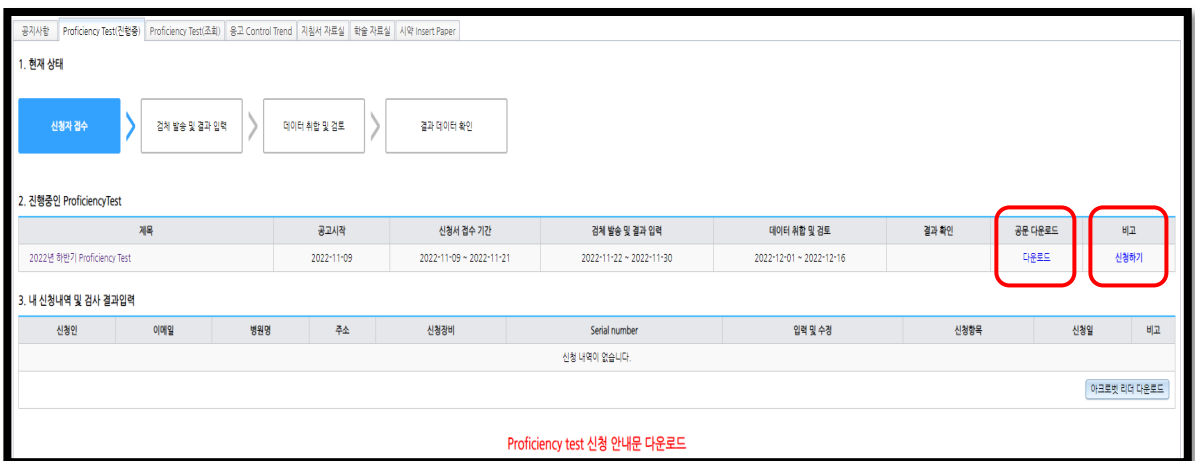 공지사항 Proficiency Test(진행중) Proficiency Test(조회) 응고 Control Trend 지침서 자료실 학술 자료실 시약 Insert Paper
1. 현재 상태
신청자 접수 검체 발송 및 결과 입력 데이터 취합 및 검토 결과 데이터 확인
2. 진행중인 ProficiencyTest
제목 공고시작 신청서 접수 기간 검체 발송 및 결과 입력 데이터 취합 및 검토 결과 확인 공문 다운로드 비고
2022년 하반기 Proficiency Test 2022-11-09 2022-11-09 ~ 2022-11-21 2022-11-22 ~ 2022-11-30 2022-12-01 ~ 2022-12-16 다운로드 신청하기
3. 내 신청내역 및 검사 결과입력
신청인 이메일 병원명 주소 신청장비 Serial number 입력 및 수정 신청항목 신청일 비고
신청 내역이 없습니다.
아크로벳 리더 다운로드
Proficiency test 신청 안내문 다운로드